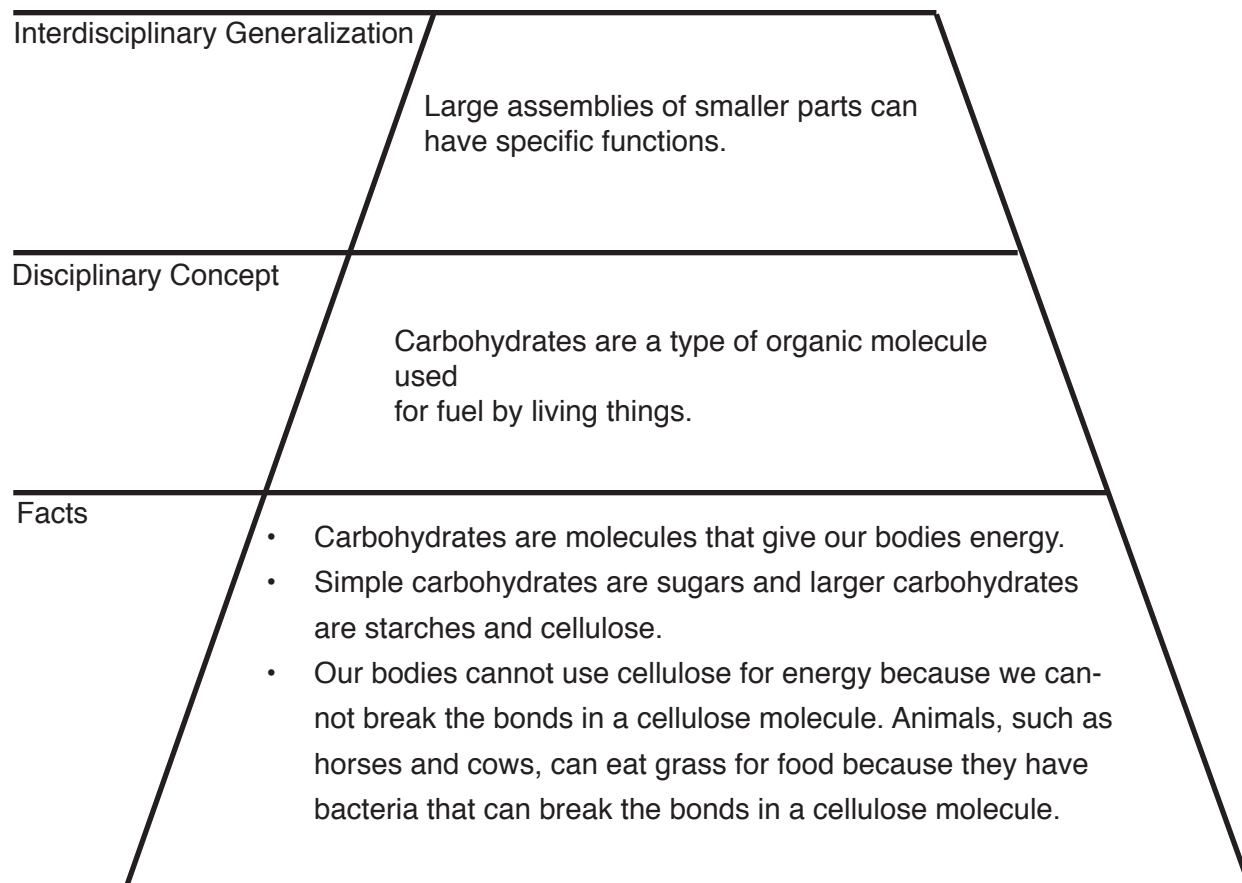 Interdisciplinary Generalization
Large assemblies of smaller parts can
have specific functions.
Disciplinary Concept
Carbohydrates are a type of organic molecule
used
for fuel by living things.
Facts
• Carbohydrates are molecules that give our bodies energy.
• Simple carbohydrates are sugars and larger carbohydrates
are starches and cellulose.
• Our bodies cannot use cellulose for energy because we can-
not break the bonds in a cellulose molecule. Animals, such as
horses and cows, can eat grass for food because they have
bacteria that can break the bonds in a cellulose molecule.